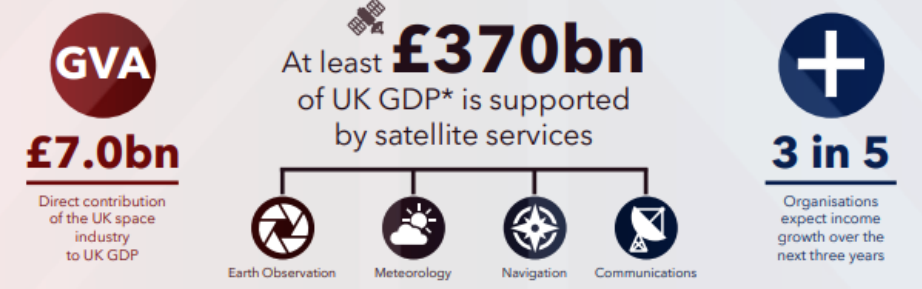 GVA
£7.0bn
Direct contribution
of the UK space
industry
to UK GDP
At least £370bn
of UK GDP* is supported
by satellite services
Earth Observation
Meteorology
Navigation
Communications
3 in 5
Organisations
expect income
growth over the
next three years